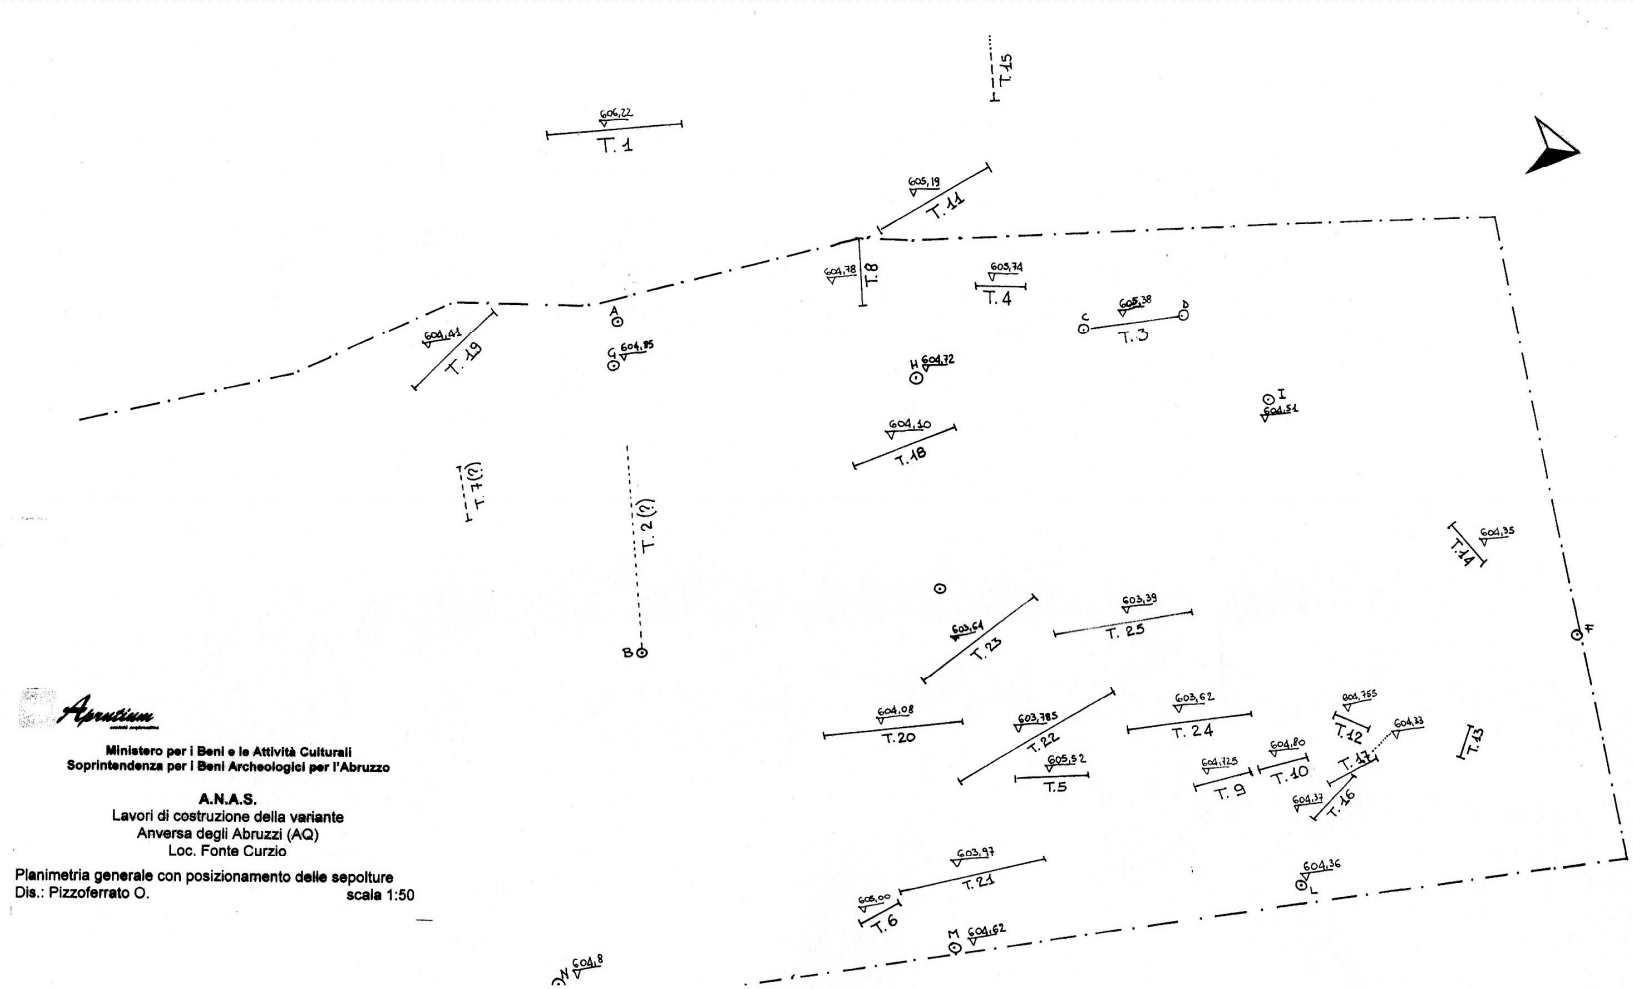 T.15
606,22
T. 1
605,19
T. 11
604,78
T.8
605,74
T. 4
605,38
C
D
T. 3
604,41
T. 19
A
G
604,85
H
604,72
I
604,51
604,10
T.18
T. 7(?)
T. 2 (?)
604,35
T.14
603,39
T. 25
603,64
T. 23
B
F
604,08
T.20
603,785
T.22
603,62
T. 24
604,755
T.12
604,33
T.13
605,52
T.5
604,725
T. 9
604,80
T. 10
T. 17
604,37
T. 16
603,97
T.21
604,36
L
605,00
T. 6
M
604,62
N
604,8
Aprutium
Ministero per i Beni e le Attività Culturali
Soprintendenza per i Beni Archeologici per l'Abruzzo
A.N.A.S.
Lavori di costruzione della variante
Anversa degli Abruzzi (AQ)
Loc. Fonte Curzio
Planimetria generale con posizionamento delle sepolture
Dis.: Pizzoferrato O. scala 1:50